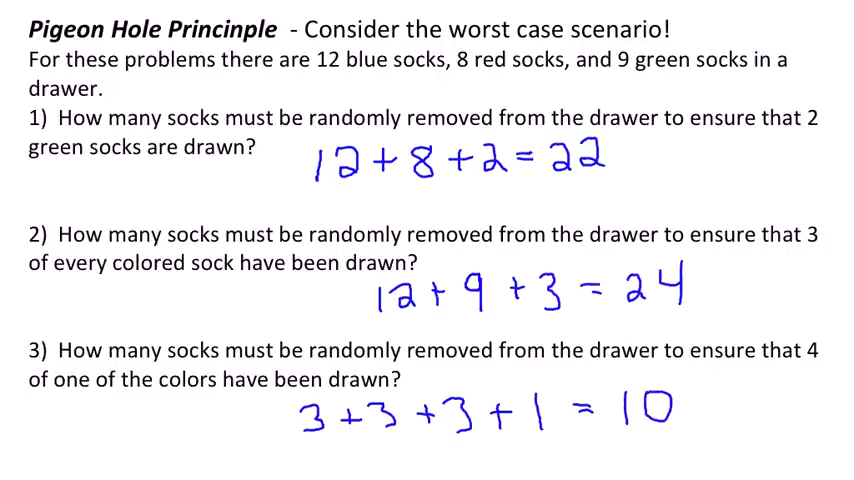 Pigeon Hole Princinple - Consider the worst case scenario!
For these problems there are 12 blue socks, 8 red socks, and 9 green socks in a
drawer.
1) How many socks must be randomly removed from the drawer to ensure that 2
green socks are drawn?
12 + 8 + 2 = 22
2) How many socks must be randomly removed from the drawer to ensure that 3
of every colored sock have been drawn?
12 + 9 + 3 = 24
3) How many socks must be randomly removed from the drawer to ensure that 4
of one of the colors have been drawn?
3 + 3 + 3 + 1 = 10